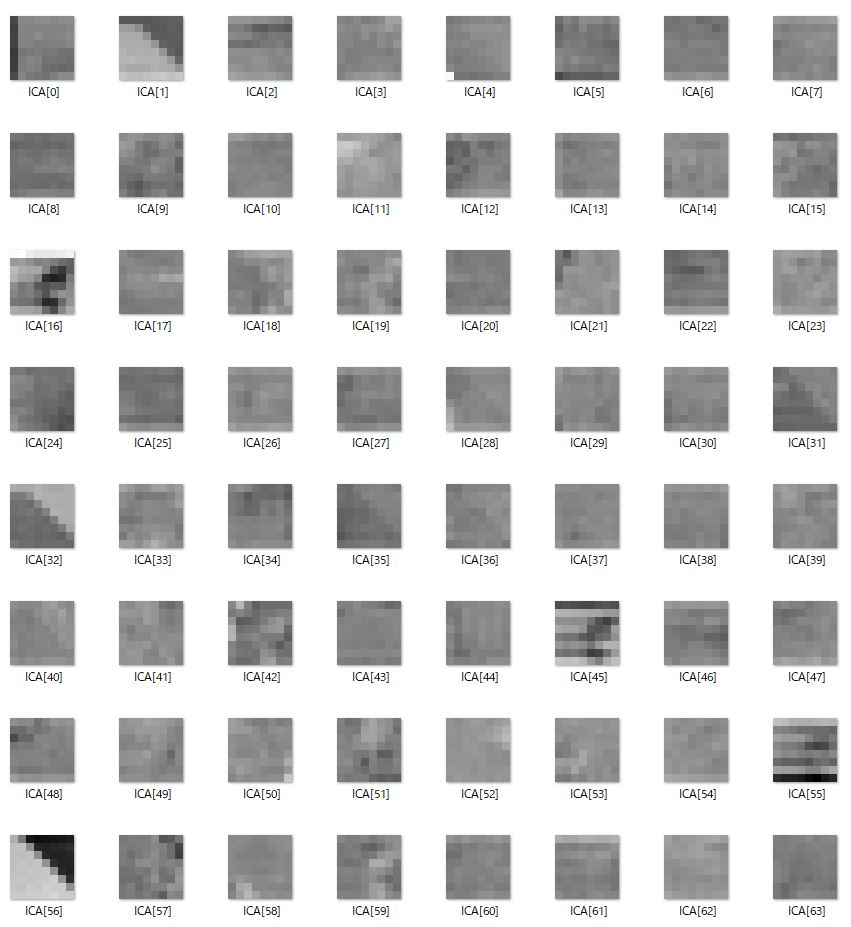 ICA[0] ICA[1] ICA[2] ICA[3] ICA[4] ICA[5] ICA[6] ICA[7]
ICA[8] ICA[9] ICA[10] ICA[11] ICA[12] ICA[13] ICA[14] ICA[15]
ICA[16] ICA[17] ICA[18] ICA[19] ICA[20] ICA[21] ICA[22] ICA[23]
ICA[24] ICA[25] ICA[26] ICA[27] ICA[28] ICA[29] ICA[30] ICA[31]
ICA[32] ICA[33] ICA[34] ICA[35] ICA[36] ICA[37] ICA[38] ICA[39]
ICA[40] ICA[41] ICA[42] ICA[43] ICA[44] ICA[45] ICA[46] ICA[47]
ICA[48] ICA[49] ICA[50] ICA[51] ICA[52] ICA[53] ICA[54] ICA[55]
ICA[56] ICA[57] ICA[58] ICA[59] ICA[60] ICA[61] ICA[62] ICA[63]